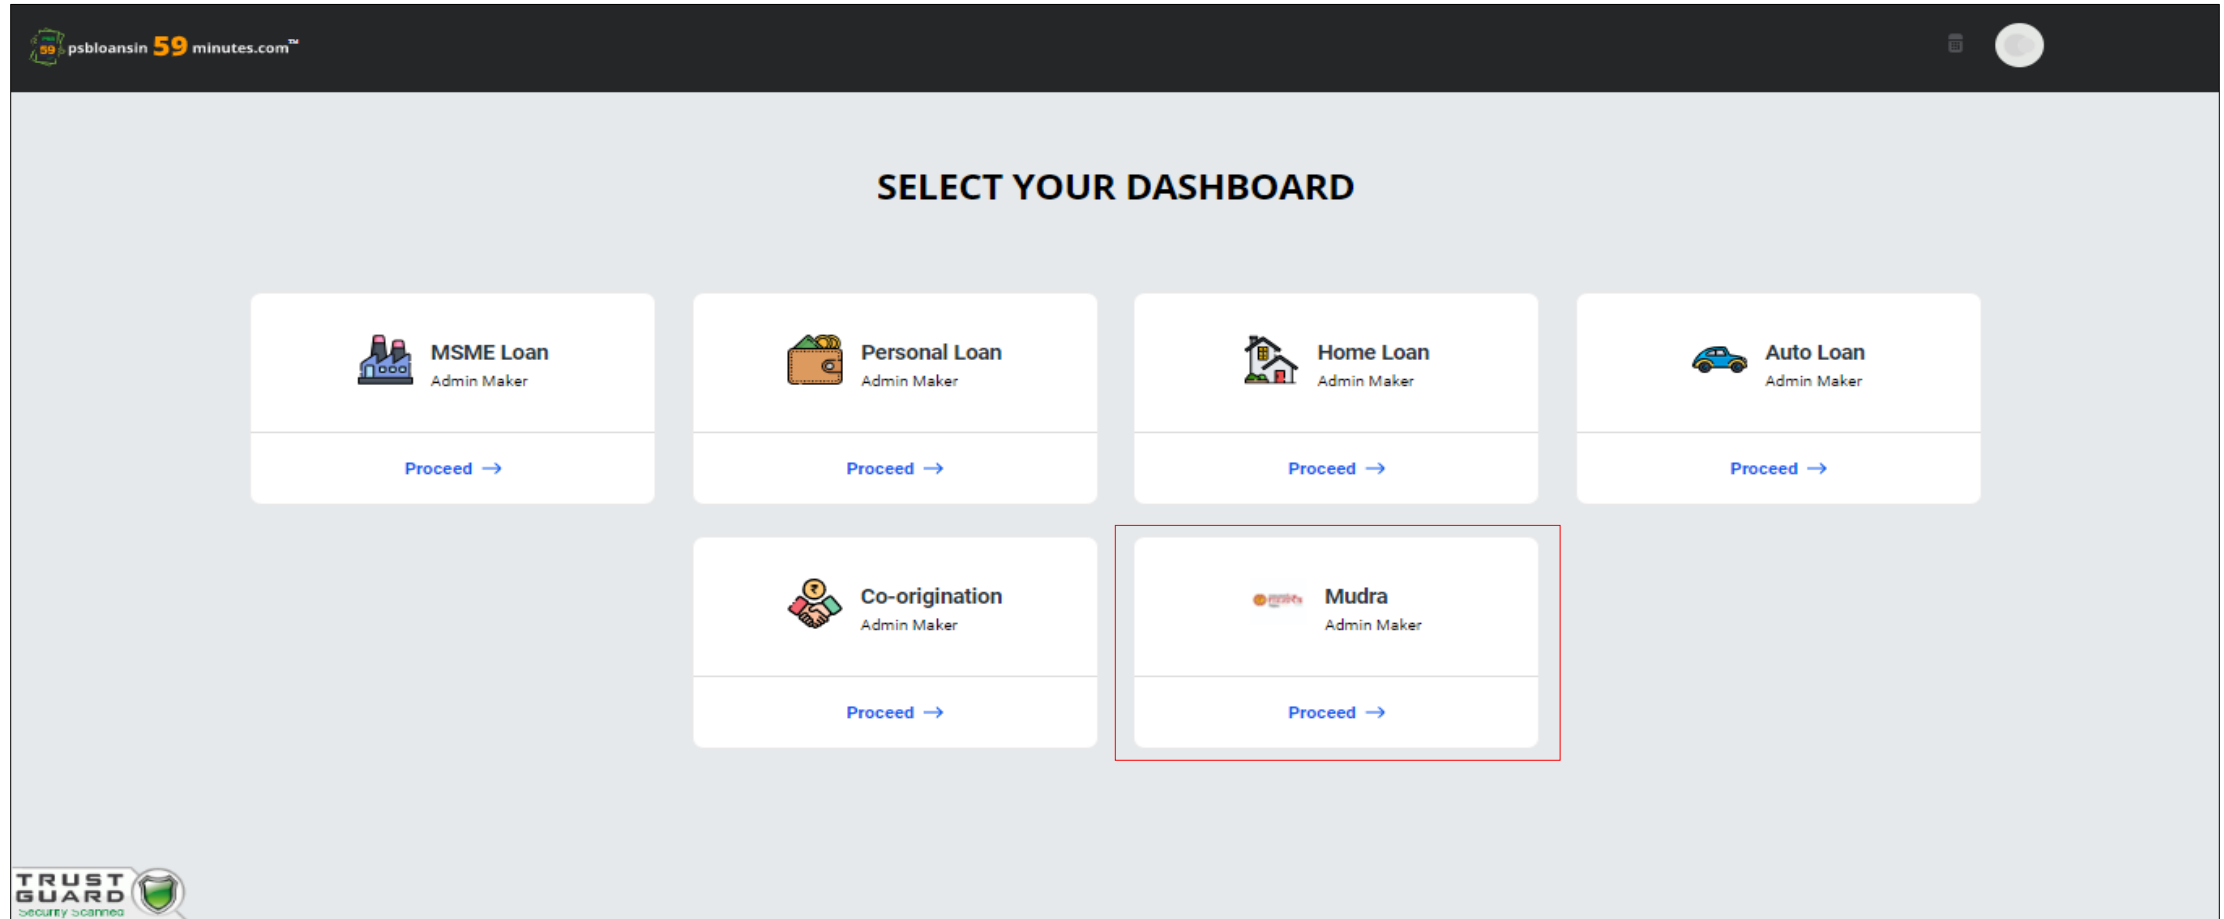 psbloansin 59 minutes.com™
SELECT YOUR DASHBOARD
MSME Loan
Admin Maker
Proceed →
Personal Loan
Admin Maker
Proceed →
Home Loan
Admin Maker
Proceed →
Auto Loan
Admin Maker
Proceed →
Co-origination
Admin Maker
Proceed →
Mudra
Admin Maker
Proceed →
TRUST
GUARD
Security Scanned